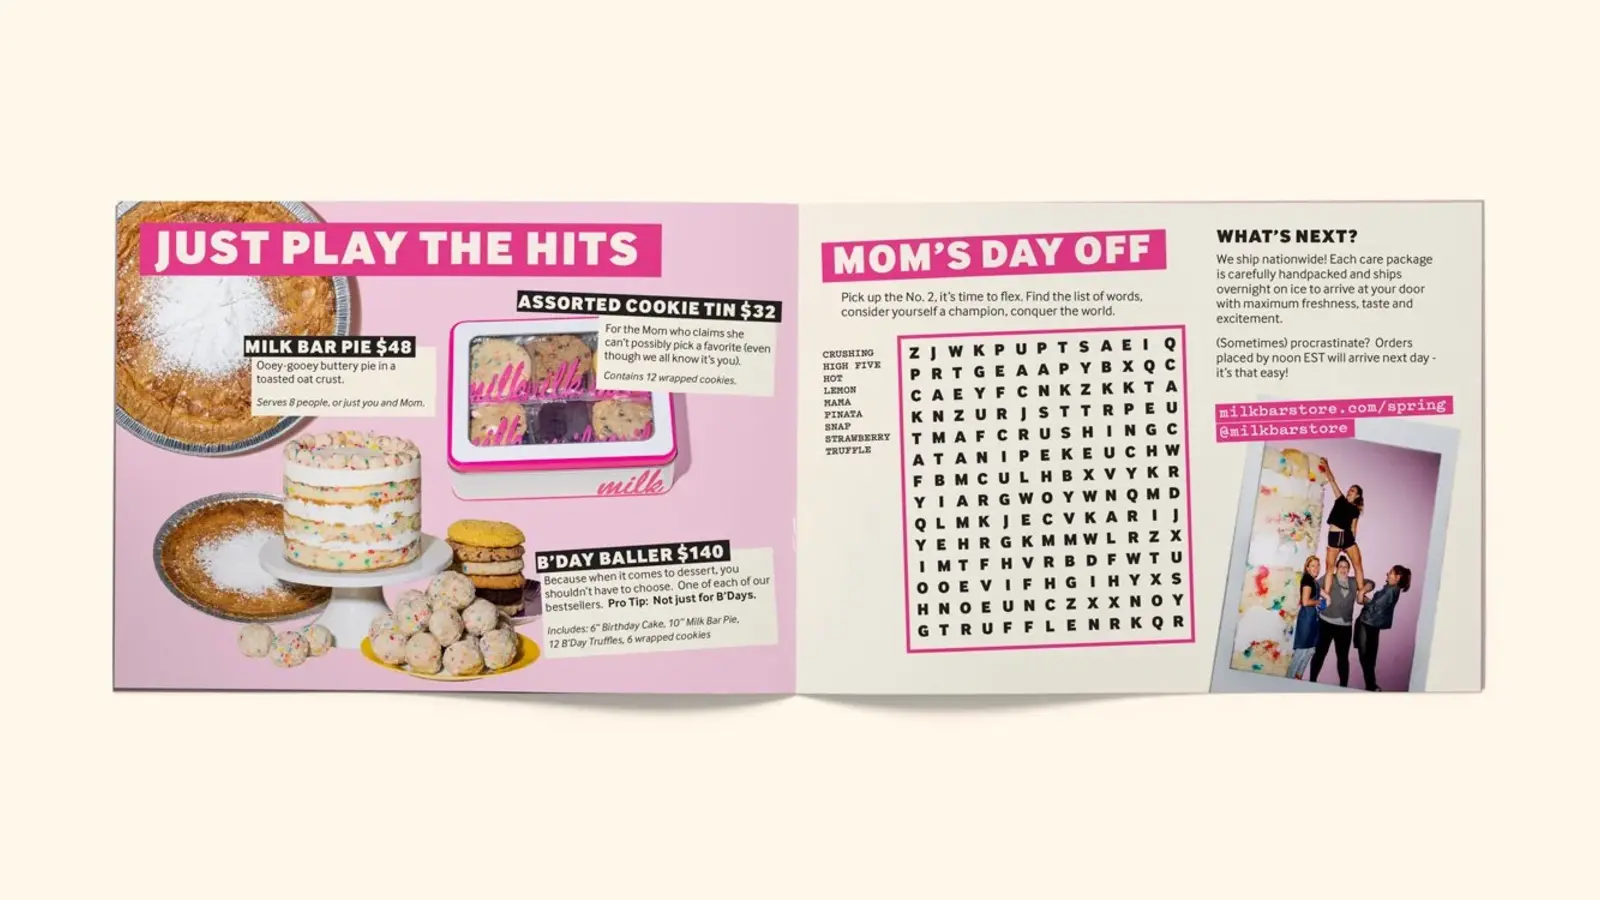 JUST PLAY THE HITS
ASSORTED COOKIE TIN $32
For the Mom who claims she
can't possibly pick a favorite (even
though we all know it's you).
Contains 12 wrapped cookies.
MILK BAR PIE $48
Ooey-gooey buttery pie in a
toasted oat crust.
Serves 8 people, or just you and Mom.
milk
B'DAY BALLER $140
Because when it comes to dessert, you
shouldn't have to choose. One of each of our
bestsellers. Pro Tip: Not just for B'Days.
Includes: 6" Birthday Cake, 10" Milk Bar Pie,
12 B'Day Truffles, 6 wrapped cookies
MOM'S DAY OFF
Pick up the No. 2, it's time to flex. Find the list of words,
consider yourself a champion, conquer the world.
CRUSHING
HIGH FIVE
HOT
LEMON
MAMA
PINATA
SNAP
STRAWBERRY
TRUFFLE
Z J W K P U P T S A E I Q
P R T G E A A P Y B X Q C
C A E Y F C N K Z K K T A
K N Z U R J S T T R P E U
T M A F C R U S H I N G C
A T A N I P E K E U C H W
F B M C U L H B X V Y K R
Y I A R G W O Y W N Q M D
Q L M K J E C V K A R I J
Y E H R G K M M W L R Z X
I M T F H V R B D F W T U
O O E V I F H G I H Y X S
H N O E U N C Z X X N O Y
G T R U F F L E N R K Q R
WHAT'S NEXT?
We ship nationwide! Each care package
is carefully handpacked and ships
overnight on ice to arrive at your door
with maximum freshness, taste and
excitement.
(Sometimes) procrastinate? Orders
placed by noon EST will arrive next day -
it's that easy!
milkbarstore.com/spring
@milkbarstore